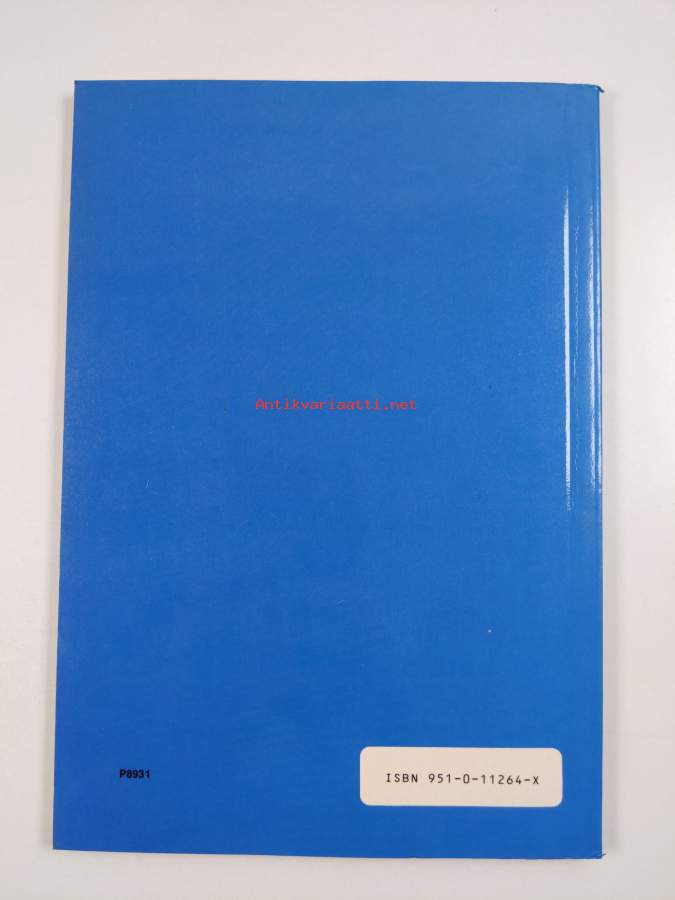 Antikvariaatti.net
P8931
ISBN 951-0-11264-X